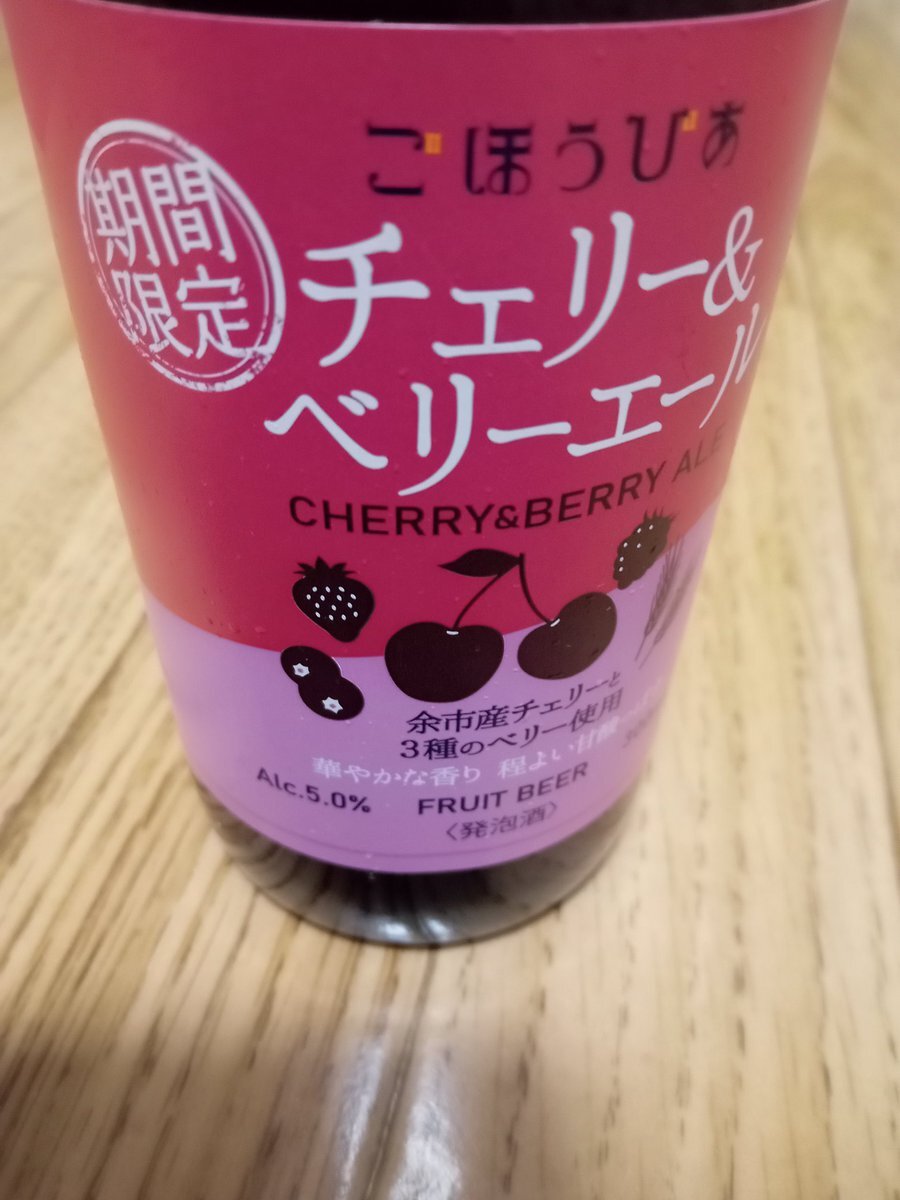 期間
限定
ごほうびあ
チェリー&
ベリーエール
CHERRY&BERRY ALE
余市産チェリーと
3種のベリー使用
華やかな香り 程よい甘酸
Alc.5.0%
FRUIT BEER
〈発泡酒〉